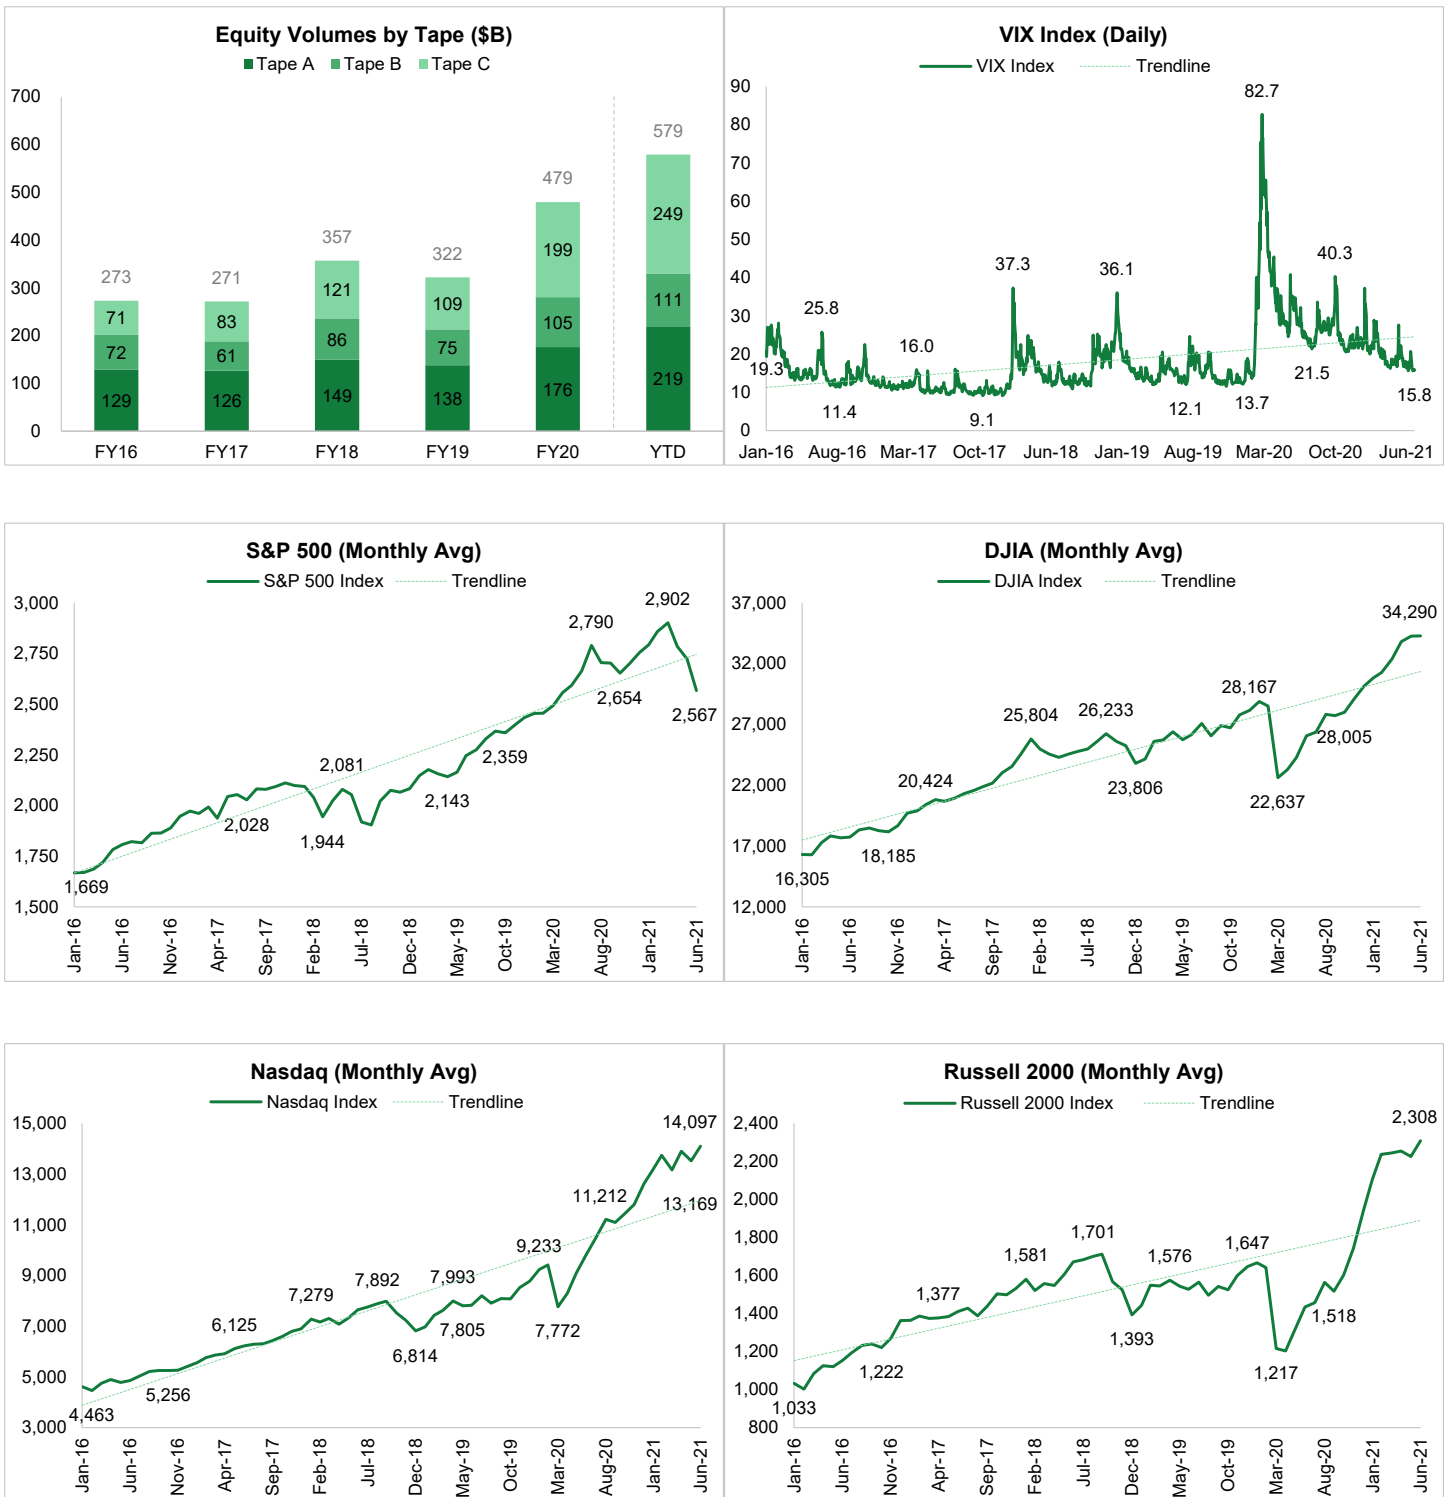 Equity Volumes by Tape ($B)
Tape A Tape B Tape C
700
600
500
400
300
200
100
0
273
71
72
129
271
83
61
126
357
121
86
149
322
109
75
138
479
199
105
176
579
249
111
219
FY16 FY17 FY18 FY19 FY20 YTD
VIX Index (Daily)
VIX Index Trendline
90
80
70
60
50
40
30
20
10
0
19.3
25.8
11.4
16.0
9.1
37.3
36.1
12.1
13.7
82.7
21.5
40.3
15.8
Jan-16 Aug-16 Mar-17 Oct-17 Jun-18 Jan-19 Aug-19 Mar-20 Oct-20 Jun-21
S&P 500 (Monthly Avg)
S&P 500 Index Trendline
3,000
2,750
2,500
2,250
2,000
1,750
1,500
1,669
2,028
2,081
1,944
2,143
2,359
2,790
2,654
2,902
2,567
Jan-16
Jun-16
Nov-16
Apr-17
Sep-17
Feb-18
Jul-18
Dec-18
May-19
Oct-19
Mar-20
Aug-20
Jan-21
Jun-21
DJIA (Monthly Avg)
DJIA Index Trendline
37,000
32,000
27,000
22,000
17,000
12,000
16,305
18,185
20,424
25,804
26,233
23,806
28,167
22,637
28,005
34,290
Jan-16
Jun-16
Nov-16
Apr-17
Sep-17
Feb-18
Jul-18
Dec-18
May-19
Oct-19
Mar-20
Aug-20
Jan-21
Jun-21
Nasdaq (Monthly Avg)
Nasdaq Index Trendline
15,000
13,000
11,000
9,000
7,000
5,000
3,000
4,463
5,256
6,125
7,279
7,892
6,814
7,993
7,805
9,233
7,772
11,212
14,097
13,169
Jan-16
Jun-16
Nov-16
Apr-17
Sep-17
Feb-18
Jul-18
Dec-18
May-19
Oct-19
Mar-20
Aug-20
Jan-21
Jun-21
Russell 2000 (Monthly Avg)
Russell 2000 Index Trendline
2,400
2,200
2,000
1,800
1,600
1,400
1,200
1,000
800
1,033
1,222
1,377
1,581
1,701
1,393
1,576
1,647
1,217
1,518
2,308
Jan-16
Jun-16
Nov-16
Apr-17
Sep-17
Feb-18
Jul-18
Dec-18
May-19
Oct-19
Mar-20
Aug-20
Jan-21
Jun-21